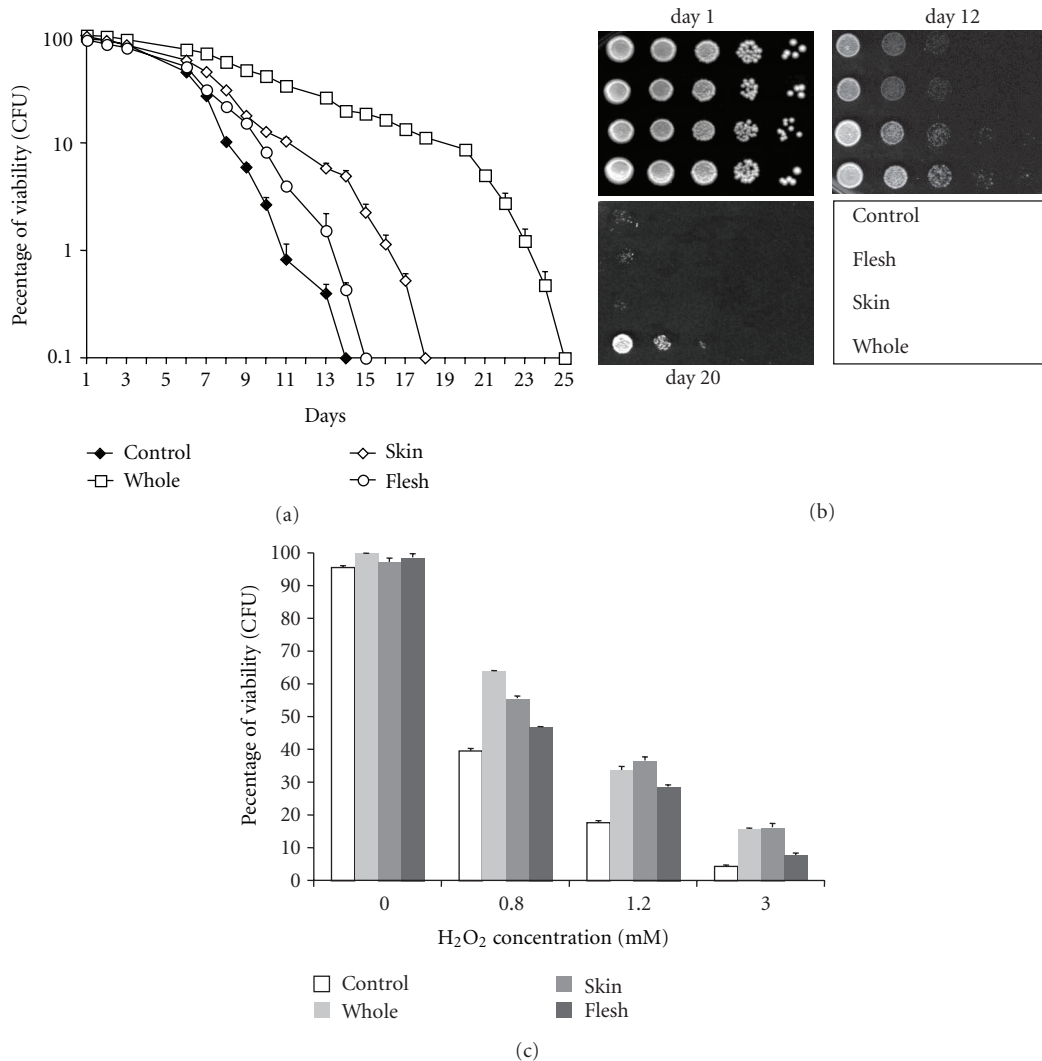 100
10
1
0.1
Pecentage of viability (CFU)
1 3 5 7 9 11 13 15 17 19 21 23 25
Days
Control
Whole
Skin
Flesh
(a)
day 1
day 12
day 20
Control
Flesh
Skin
Whole
(b)
100
90
80
70
60
50
40
30
20
10
0
Pecentage of viability (CFU)
0 0.8 1.2 3
H₂O₂ concentration (mM)
Control
Whole
Skin
Flesh
(c)